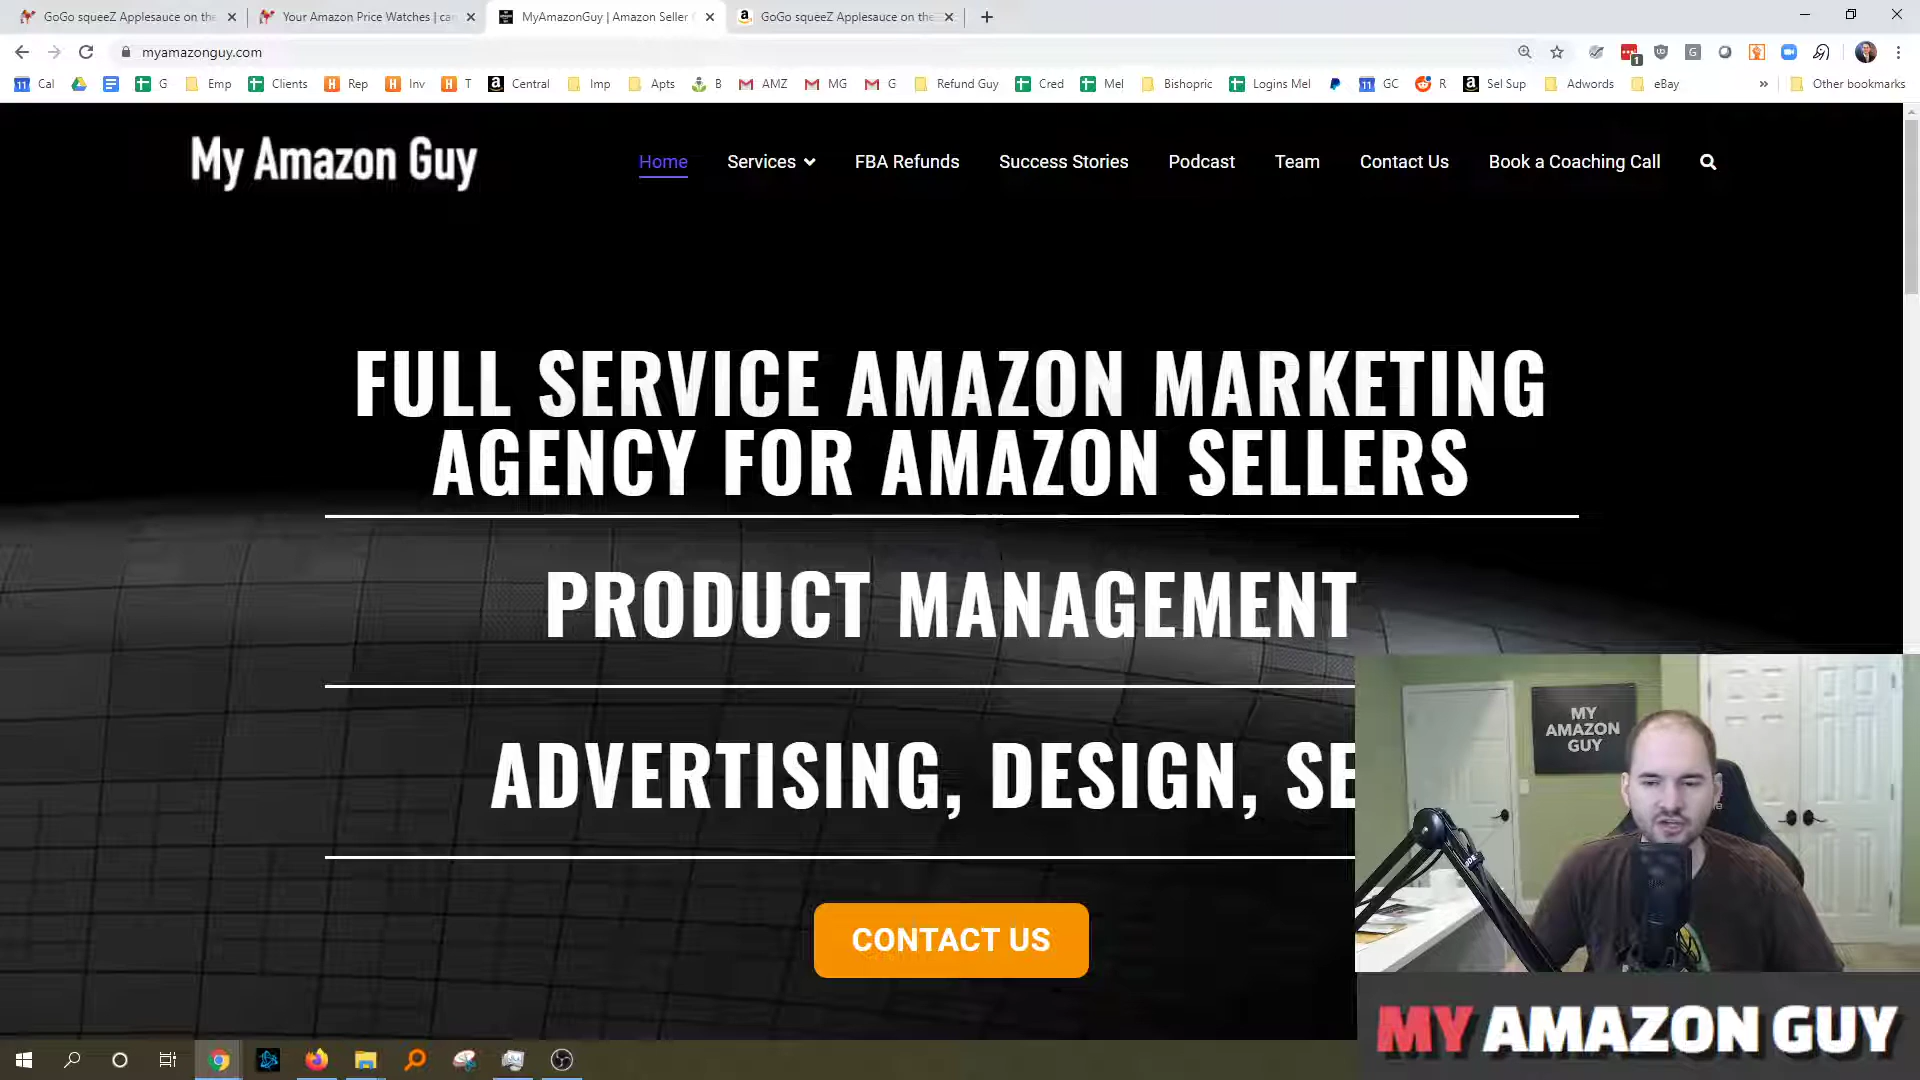 GoGo squeeZ Applesauce on the
Your Amazon Price Watches | ca
MyAmazonGuy | Amazon Seller
GoGo squeeZ Applesauce on the
myamazonguy.com
Cal
G
Emp
Clients
Rep
Inv
T
Central
Imp
Apts
B
AMZ
MG
G
Refund Guy
Cred
Mel
Bishopric
Logins Mel
GC
R
Sel Sup
Adwords
eBay
Other bookmarks
My Amazon Guy
Home
Services
FBA Refunds
Success Stories
Podcast
Team
Contact Us
Book a Coaching Call
FULL SERVICE AMAZON MARKETING
AGENCY FOR AMAZON SELLERS
PRODUCT MANAGEMENT
ADVERTISING, DESIGN, SE
CONTACT US
MY
AMAZON
GUY
MY AMAZON GUY